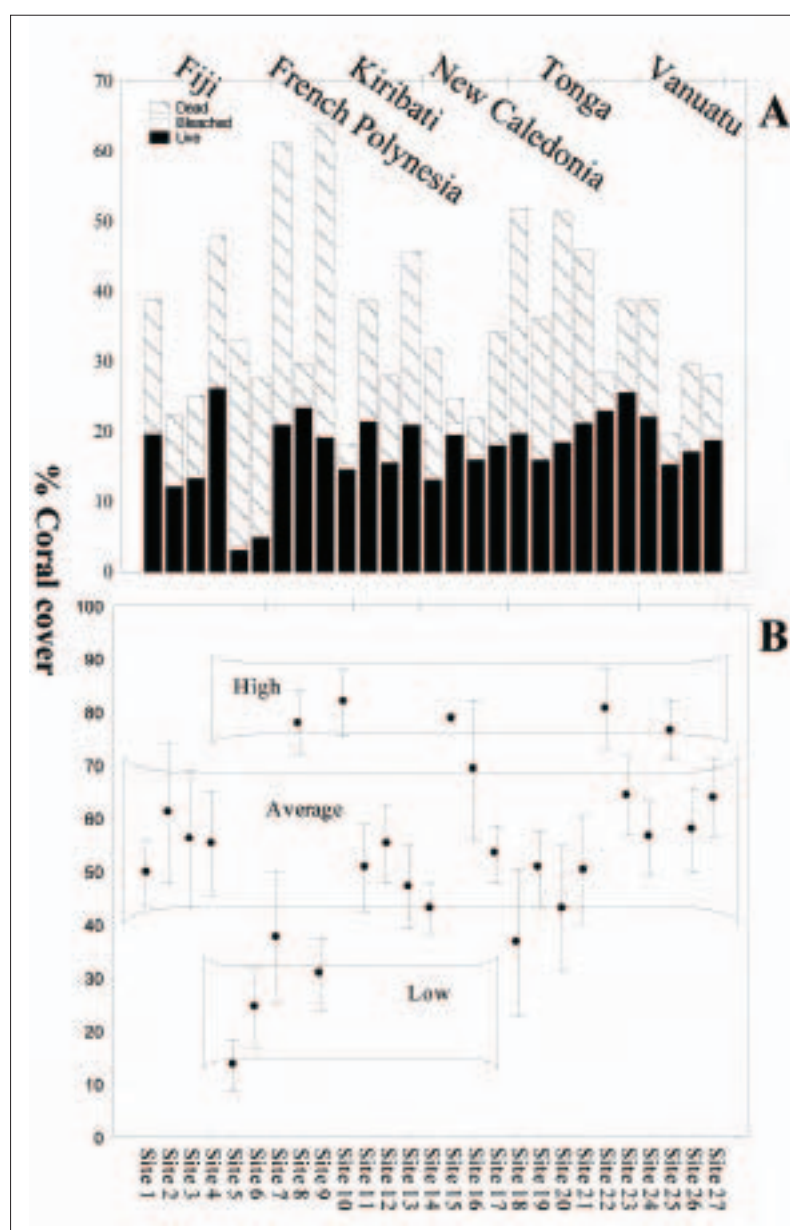 Fiji
French Polynesia
Kiribati
New Caledonia
Tonga
Vanuatu
A
Dead
Bleached
Live
70
60
50
40
30
20
10
0
% Coral cover
B
100
90
80
70
60
50
40
30
20
10
0
High
Average
Low
Site 1
Site 2
Site 3
Site 4
Site 5
Site 6
Site 7
Site 8
Site 9
Site 10
Site 11
Site 12
Site 13
Site 14
Site 15
Site 16
Site 17
Site 18
Site 19
Site 20
Site 21
Site 22
Site 23
Site 24
Site 25
Site 26
Site 27